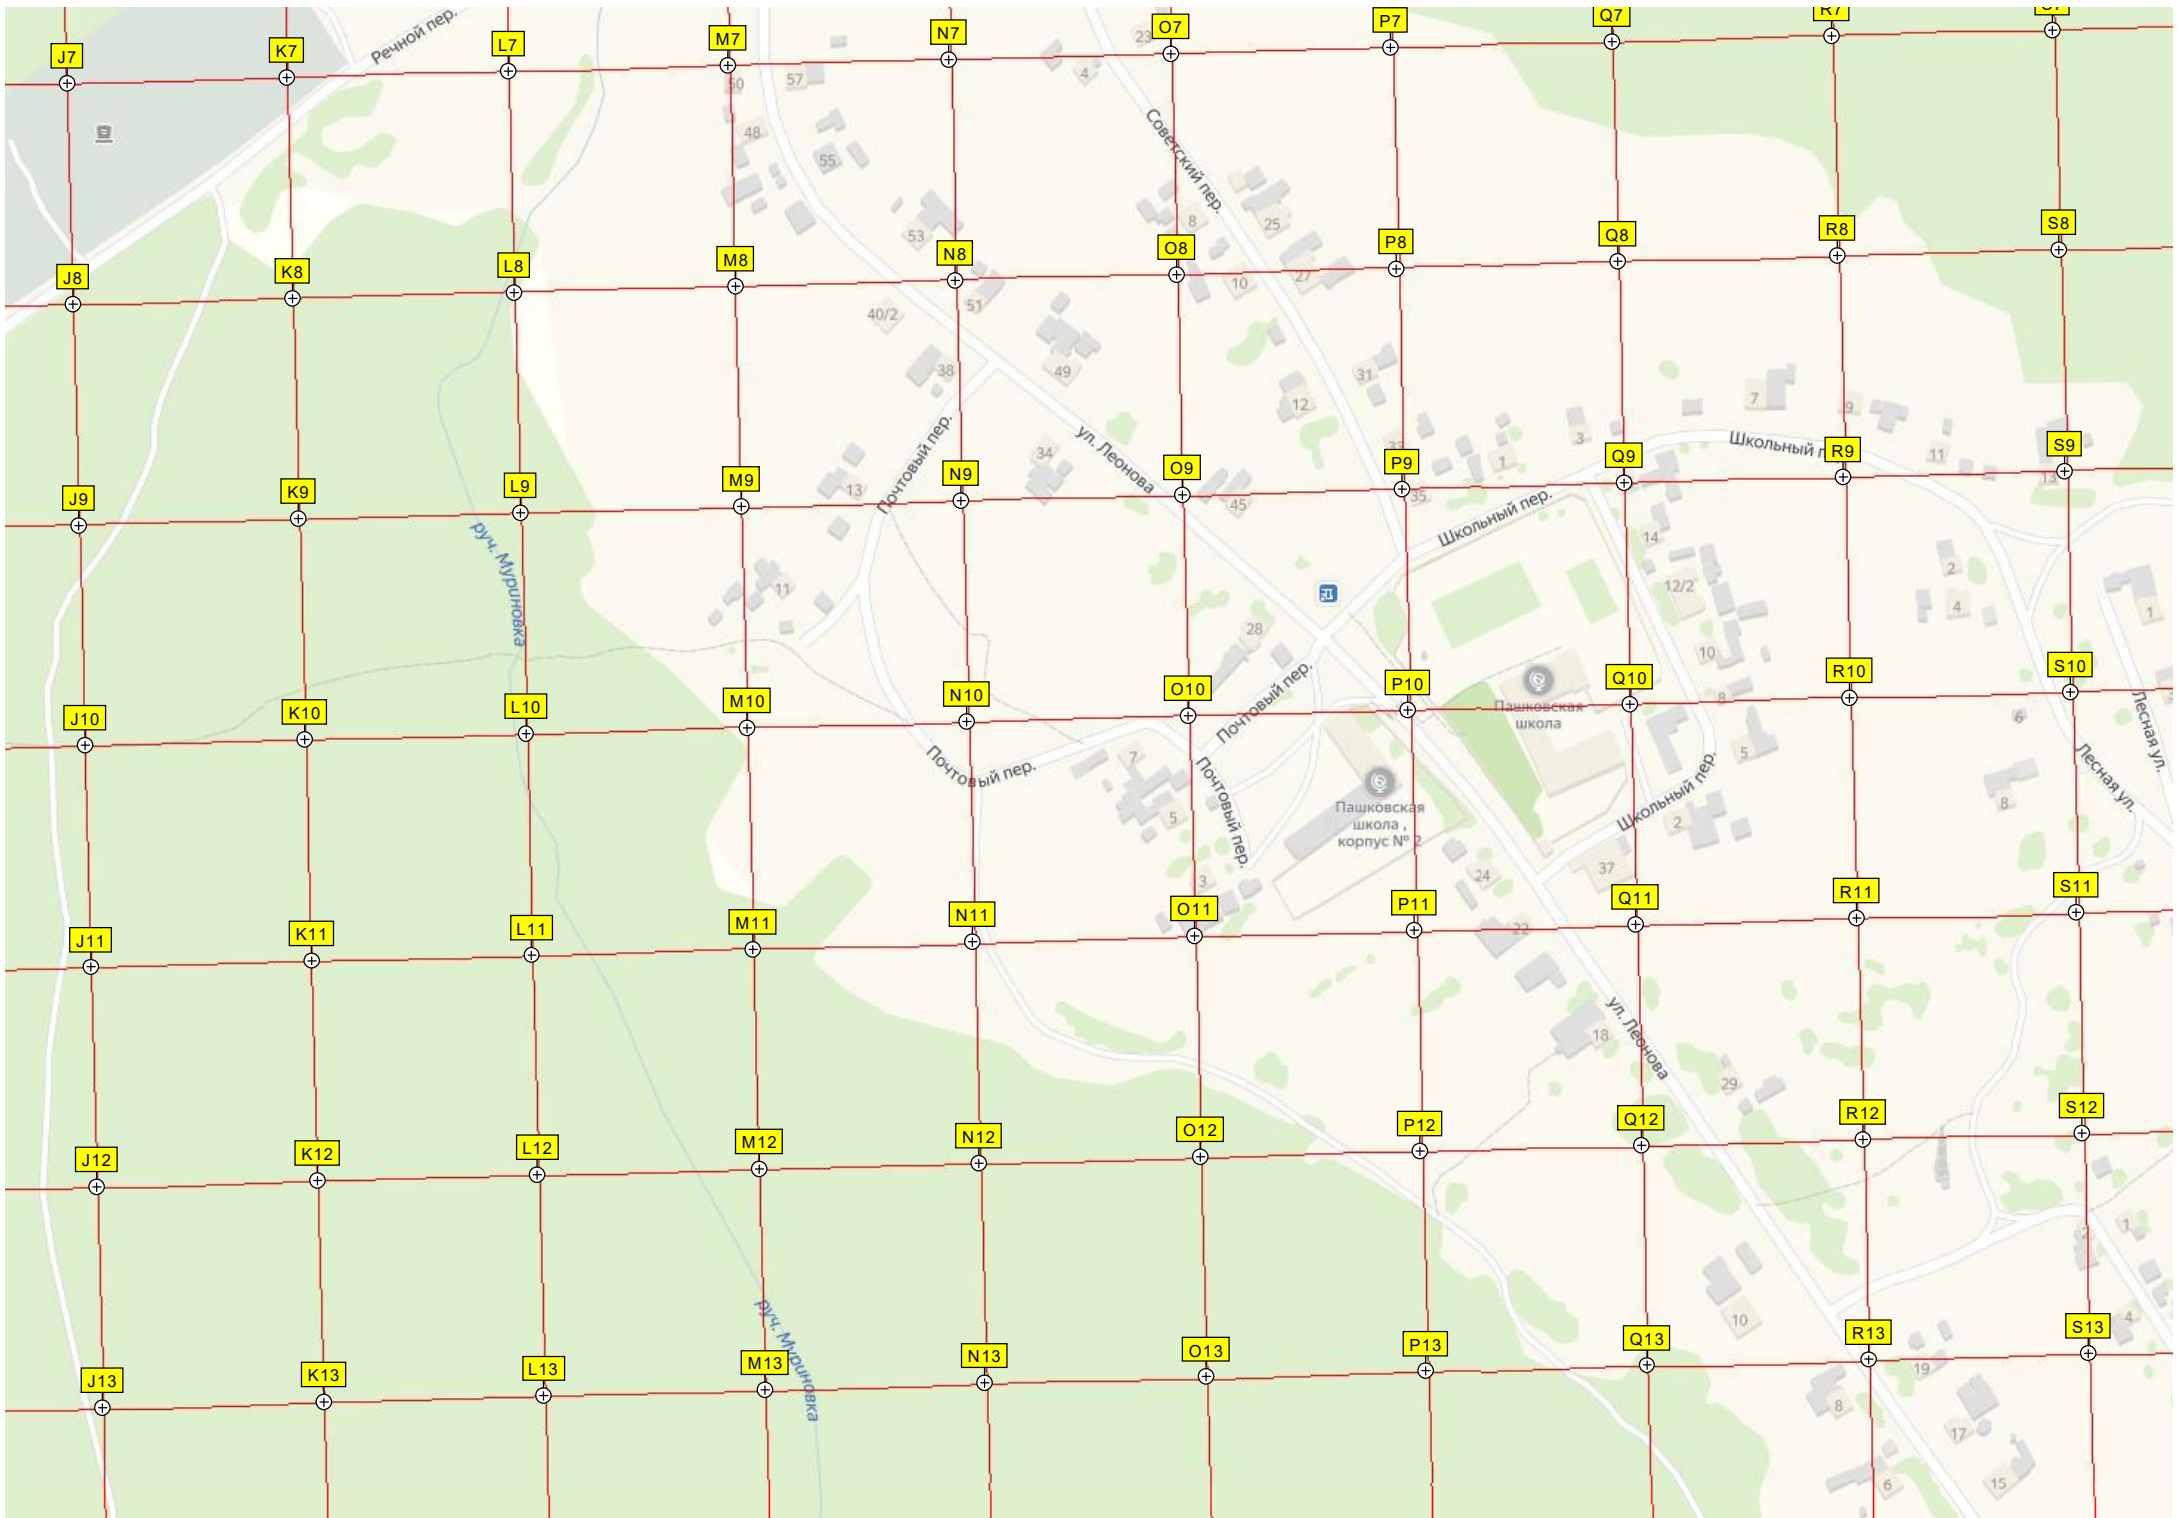 J7
K7
L7
M7
N7
O7
P7
Q7
R7
Речной пер.
50
57
48
55
53
23
4
Советский пер.
8
25
J8
K8
L8
M8
N8
O8
P8
Q8
R8
S8
40/2
51
10
27
38
49
31
12
7
9
Почтовый пер.
34
ул. Леонова
13
33
45
35
1
3
Школьный
11
13
J9
K9
L9
M9
N9
O9
P9
Q9
R9
S9
руч. Муриновка
Школьный пер.
14
12/2
2
4
1
11
28
10
8
6
J10
K10
L10
M10
N10
O10
P10
Q10
R10
S10
Почтовый пер.
Почтовый пер.
Почтовый пер.
7
5
3
Пашковская
школа
Пашковская
школа ,
корпус № 2
Школьный пер.
5
2
8
Лесная ул.
Лесная ул.
24
37
22
J11
K11
L11
M11
N11
O11
P11
Q11
R11
S11
ул. Леонова
18
29
J12
K12
L12
M12
N12
O12
P12
Q12
R12
S12
2
1
4
10
19
руч. Муриновка
J13
K13
L13
M13
N13
O13
P13
Q13
R13
S13
8
17
6
15